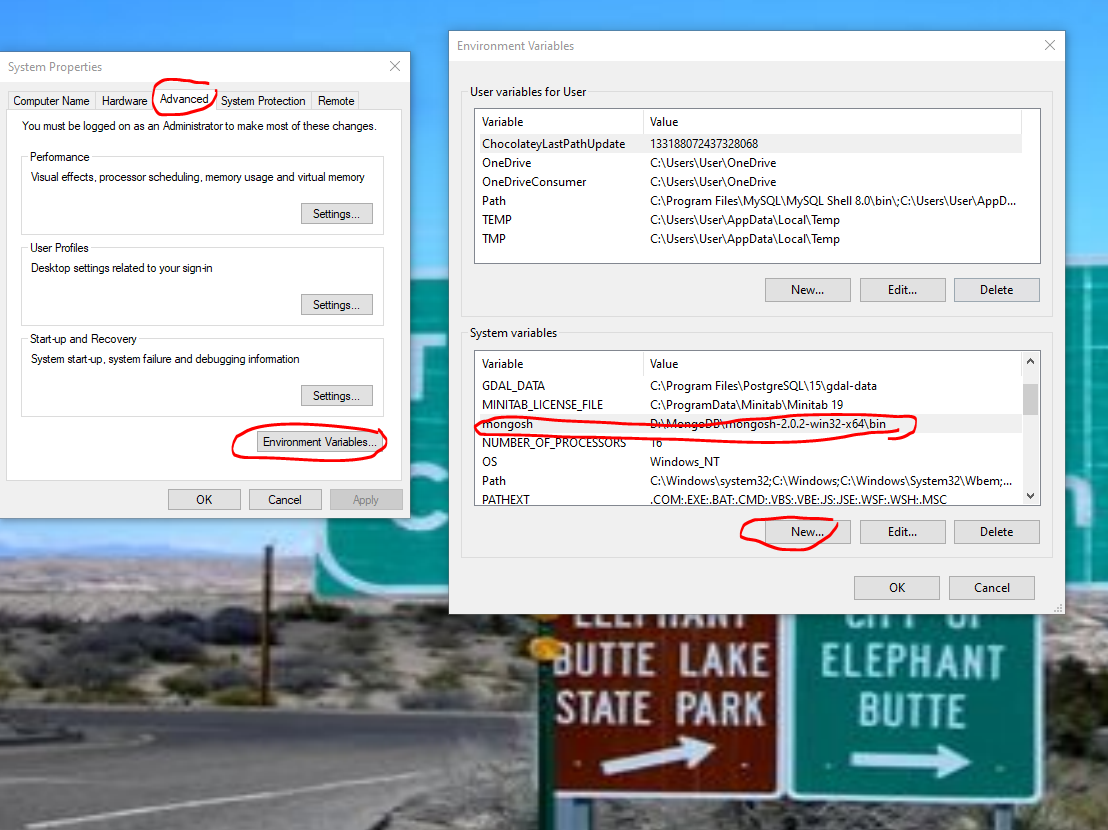 System Properties
Computer Name Hardware Advanced System Protection Remote
You must be logged on as an Administrator to make most of these changes.
Performance
Visual effects, processor scheduling, memory usage and virtual memory
Settings...
User Profiles
Desktop settings related to your sign-in
Settings...
Start-up and Recovery
System start-up, system failure and debugging information
Settings...
Environment Variables...
OK Cancel Apply
Environment Variables
User variables for User
Variable Value
ChocolateyLastPathUpdate 133188072437328068
OneDrive C:\Users\User\OneDrive
OneDriveConsumer C:\Users\User\OneDrive
Path C:\Program Files\MySQL\MySQL Shell 8.0\bin\;C:\Users\User\AppD...
TEMP C:\Users\User\AppData\Local\Temp
TMP C:\Users\User\AppData\Local\Temp
New... Edit... Delete
System variables
Variable Value
GDAL_DATA C:\Program Files\PostgreSQL\15\gdal-data
MINITAB_LICENSE_FILE C:\ProgramData\Minitab\Minitab 19
mongosh D:\MongoDB\mongosh-2.0.2-win32-x64\bin
NUMBER_OF_PROCESSORS 16
OS Windows_NT
Path C:\Windows\system32;C:\Windows;C:\Windows\System32\Wbem;...
PATHEXT .COM;.EXE;.BAT;.CMD;.VBS;.VBE;.JS;.JSE;.WSF;.WSH;.MSC
New... Edit... Delete
OK Cancel
ELEPHANT
BUTTE LAKE
STATE PARK
CITY OF
ELEPHANT
BUTTE